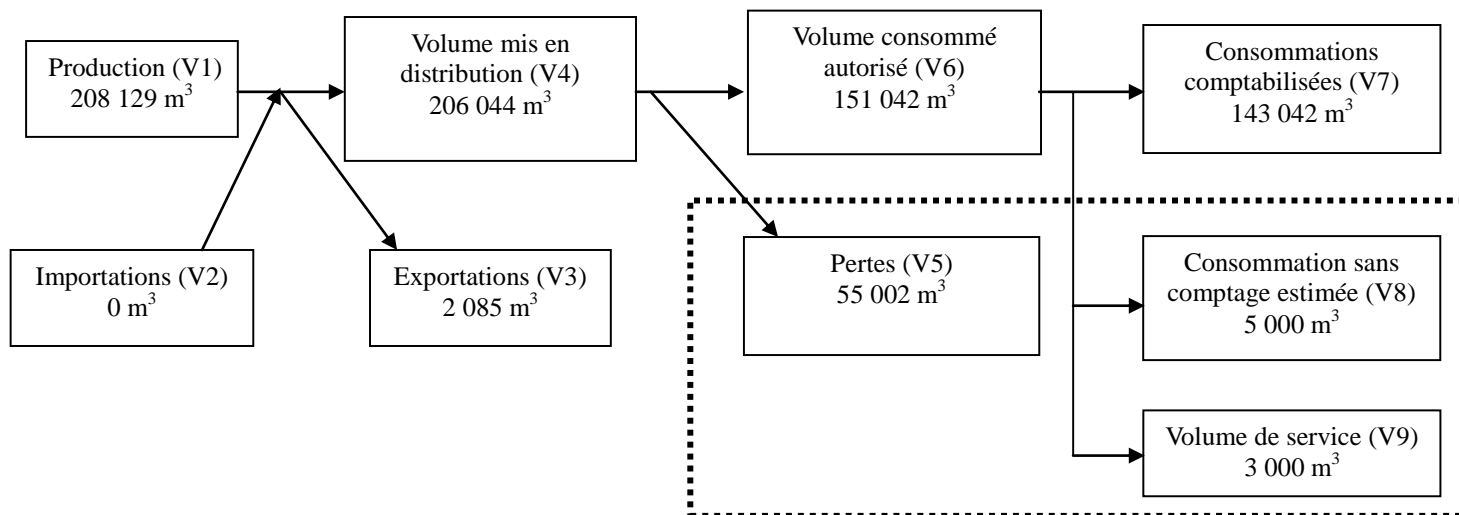 Production (V1)
208 129 m³
Volume mis en
distribution (V4)
206 044 m³
Volume consommé
autorisé (V6)
151 042 m³
Consommations
comptabilisées (V7)
143 042 m³
Importations (V2)
0 m³
Exportations (V3)
2 085 m³
Pertes (V5)
55 002 m³
Consommation sans
comptage estimée (V8)
5 000 m³
Volume de service (V9)
3 000 m³